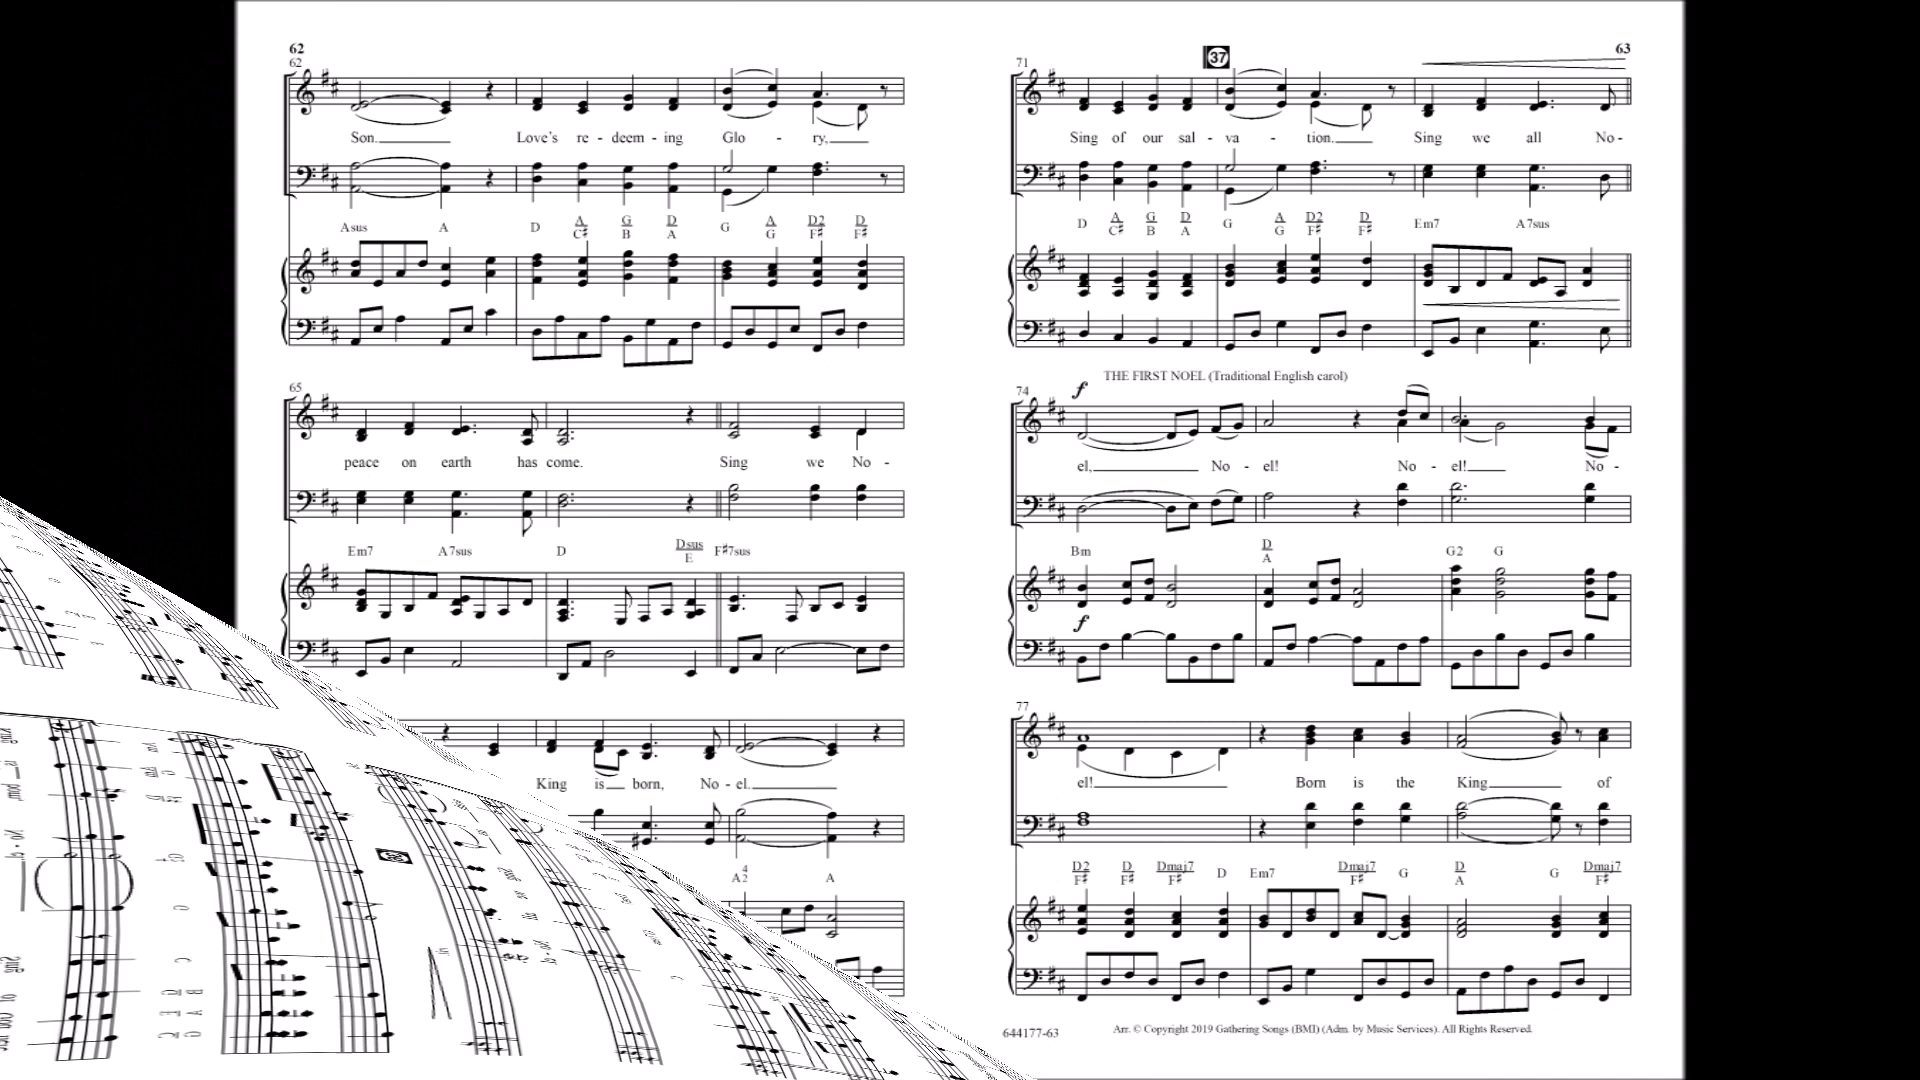 62
62
Son. Love's re - deem - ing Glo - ry,
Asus A D A/C♯ G/B D/A G A/G D2/F♯ D/F♯
65
peace on earth has come. Sing we No -
Em7 A7sus D Dsus/E F♯7sus
King is born, No - el.
A42 A
63
71 37
Sing of our sal - va - tion. Sing we all No -
D A/C♯ G/B D/A G A/G D2/F♯ D/F♯ Em7 A7sus
THE FIRST NOEL (Traditional English carol)
74 f
el, No - el! No - el! No -
Bm D/A G2 G
f
77
el! Born is the King of
D2/F♯ D/F♯ Dmaj7/F♯ D Em7 Dmaj7/F♯ G D/A G Dmaj7/F♯
644177-63 Arr. © Copyright 2019 Gathering Songs (BMI) (Adm. by Music Services). All Rights Reserved.